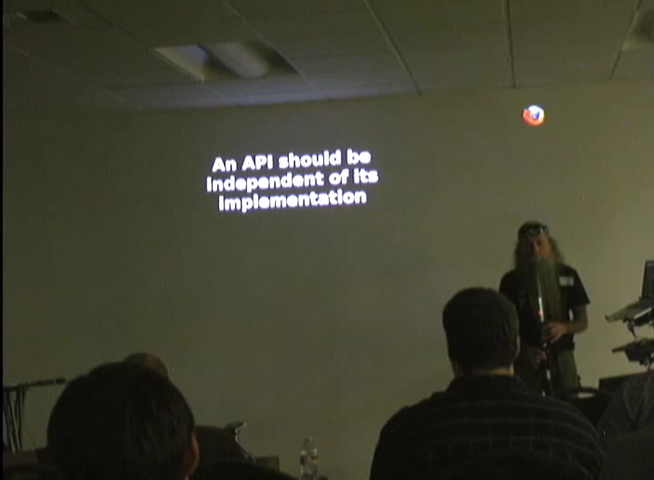 An API should be
independent of its
implementation